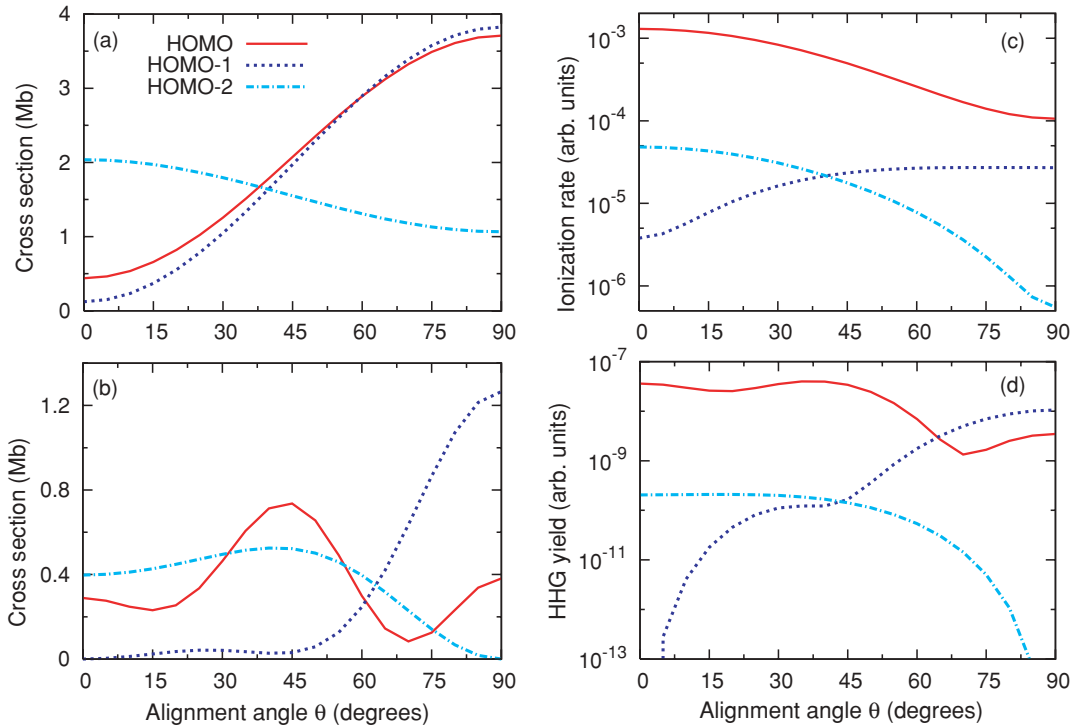 (a)
HOMO
HOMO-1
HOMO-2
Cross section (Mb)
4
3
2
1
0
0 15 30 45 60 75 90
(c)
Ionization rate (arb. units)
10-3
10-4
10-5
10-6
0 15 30 45 60 75 90
(b)
Cross section (Mb)
1.2
0.8
0.4
0
0 15 30 45 60 75 90
Alignment angle θ (degrees)
(d)
HHG yield (arb. units)
10-7
10-9
10-11
10-13
0 15 30 45 60 75 90
Alignment angle θ (degrees)